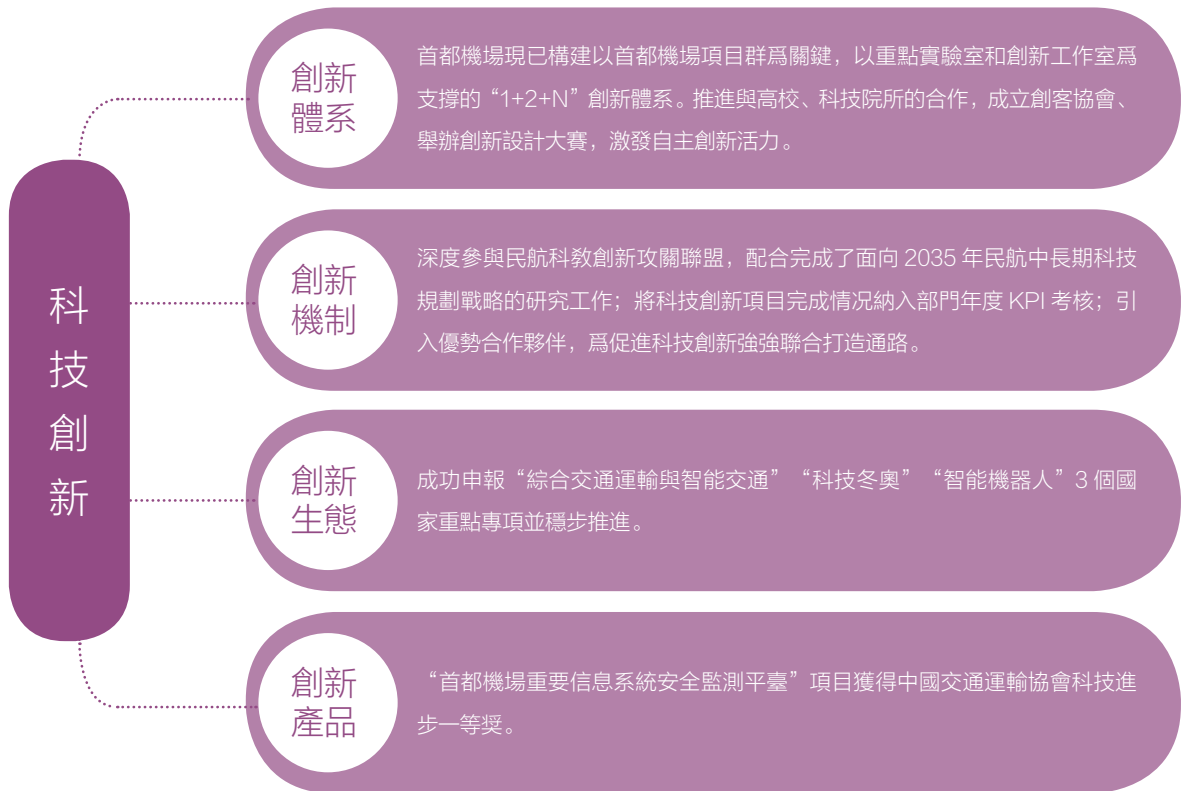 科
技
創
新
創新
體系
首都機場現已構建以首都機場項目群爲關鍵，以重點實驗室和創新工作室爲
支撐的“1+2+N”創新體系。推進與高校、科技院所的合作，成立創客協會、
舉辦創新設計大賽，激發自主創新活力。
創新
機制
深度參與民航科教創新攻關聯盟，配合完成了面向 2035 年民航中長期科技
規劃戰略的研究工作；將科技創新項目完成情况納入部門年度 KPI 考核；引
入優勢合作夥伴，爲促進科技創新強強聯合打造通路。
創新
生態
成功申報“綜合交通運輸與智能交通”“科技冬奧”“智能機器人”3 個國
家重點專項並穩步推進。
創新
產品
“首都機場重要信息系統安全監測平臺”項目獲得中國交通運輸協會科技進
步一等奨。